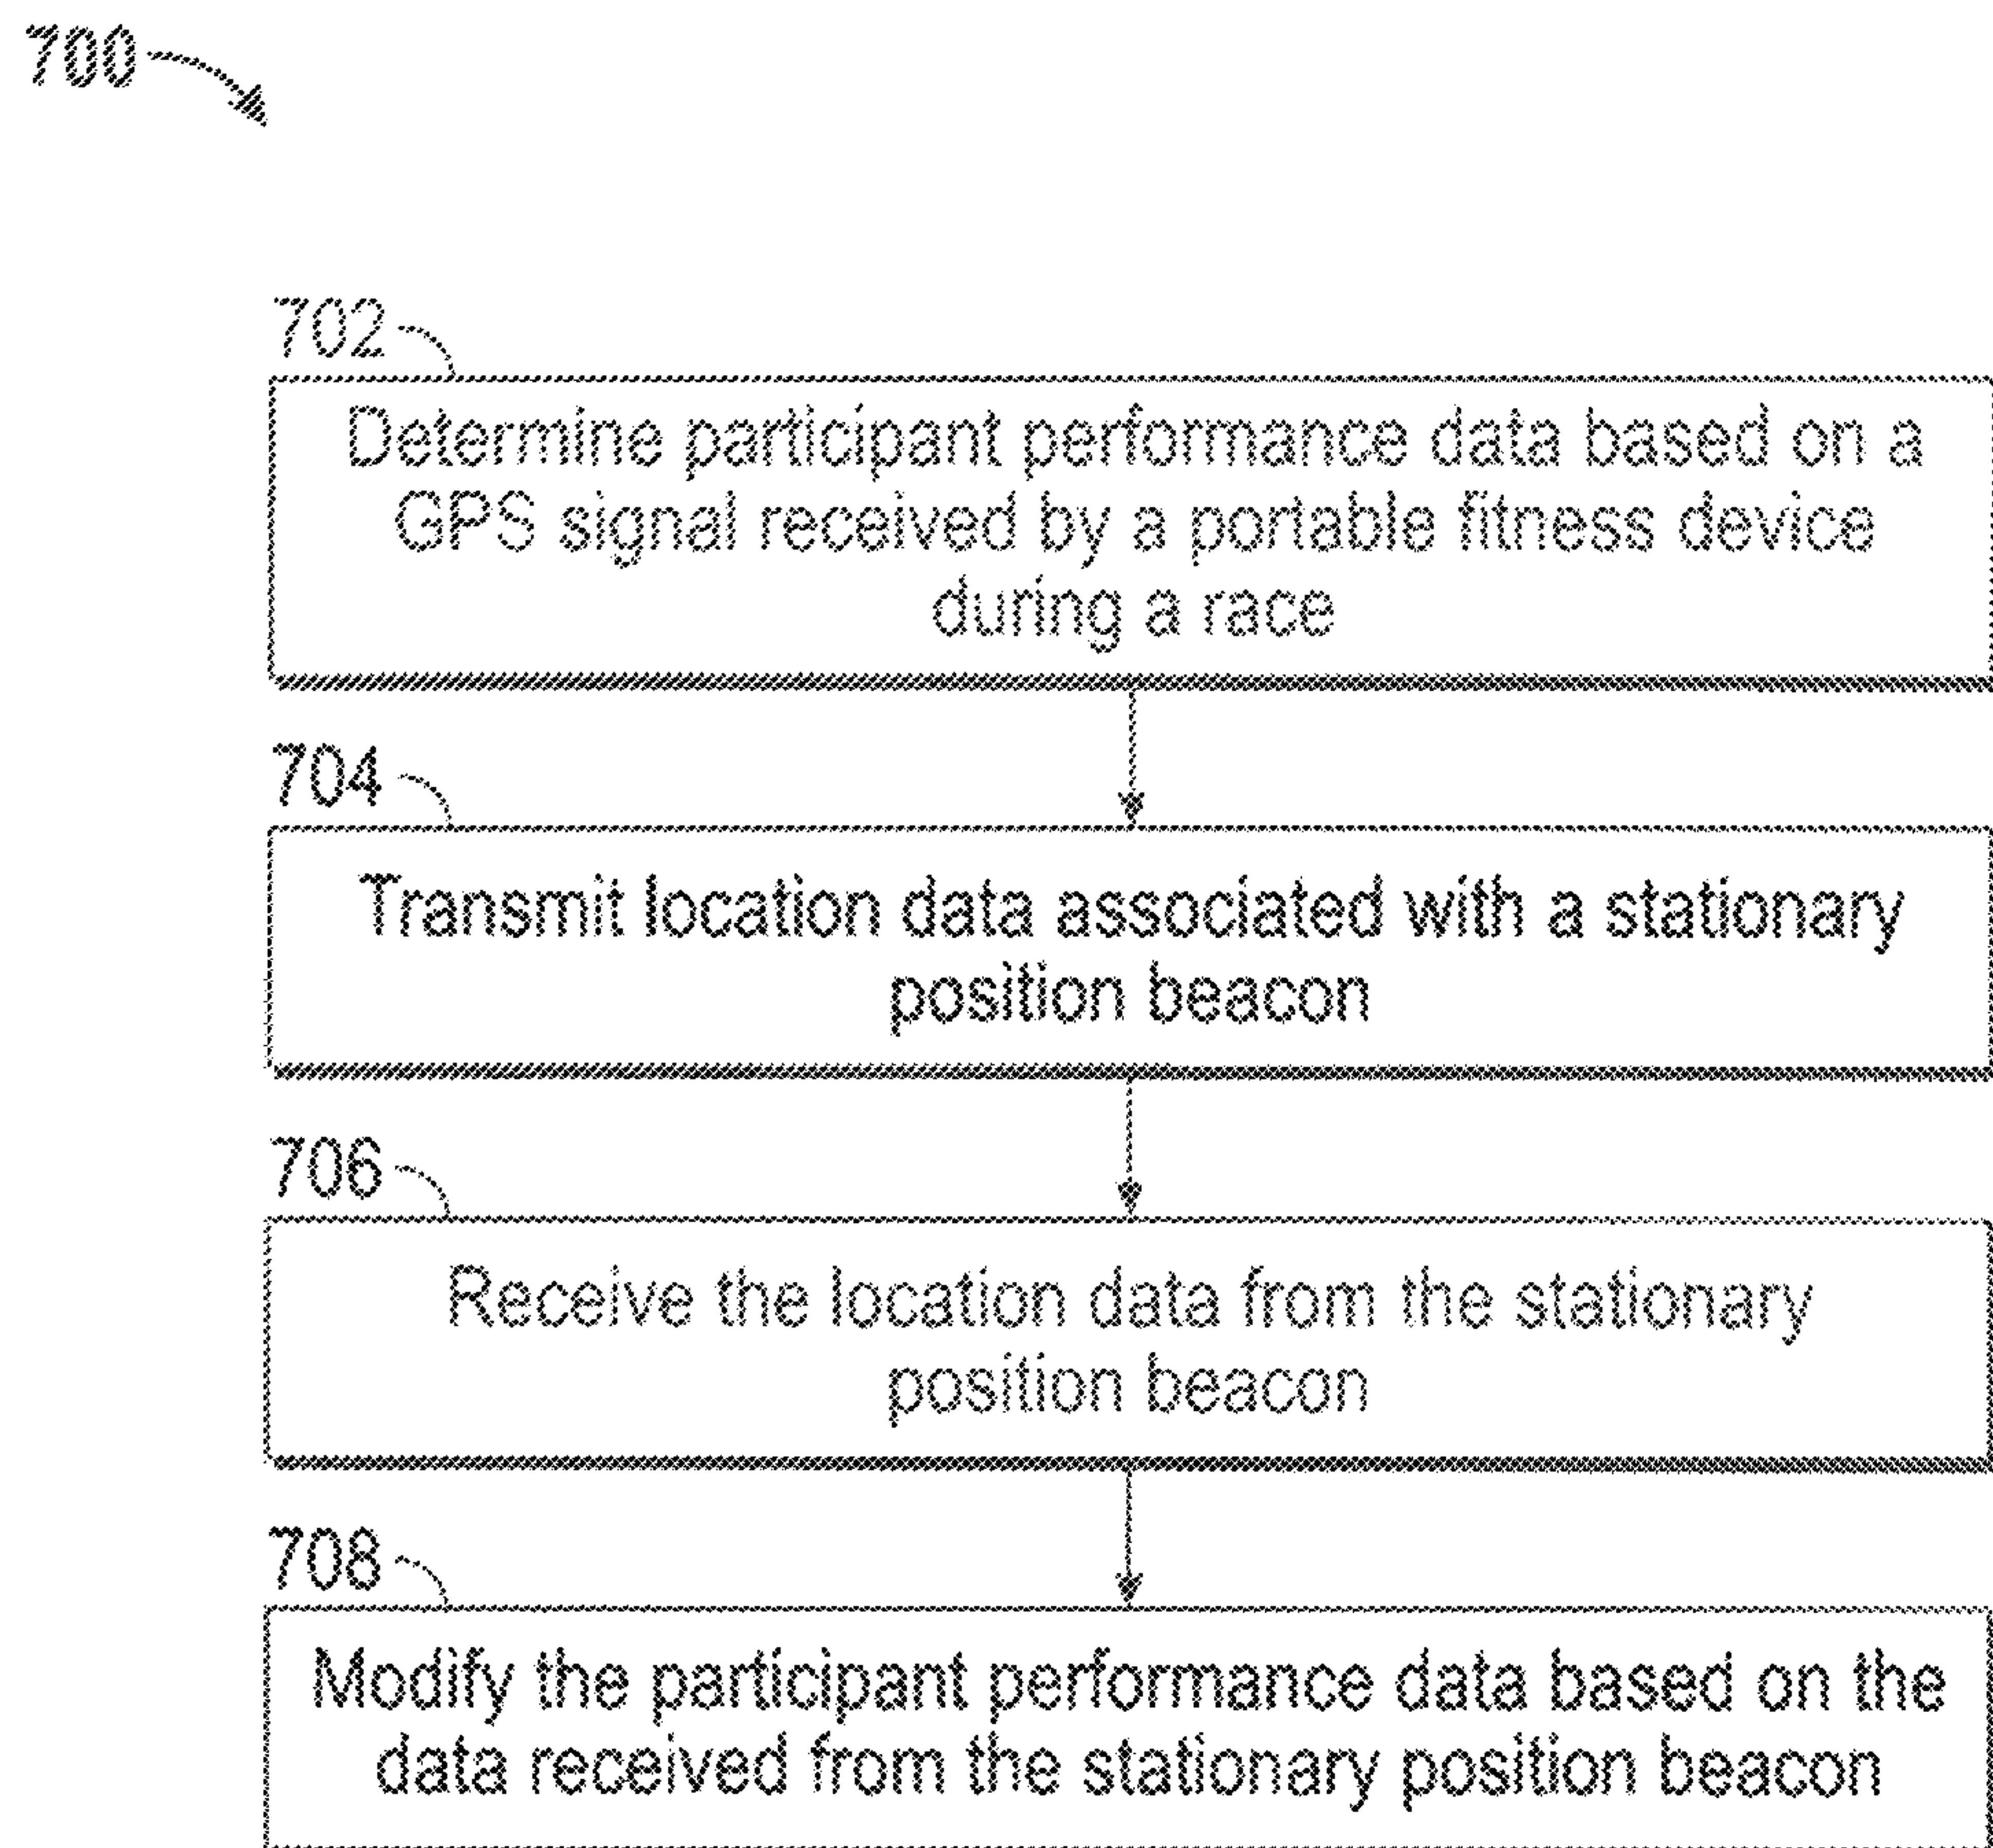 700
702
Determine participant performance data based on a
GPS signal received by a portable fitness device
during a race
704
Transmit location data associated with a stationary
position beacon
706
Receive the location data from the stationary
position beacon
708
Modify the participant performance data based on the
data received from the stationary position beacon